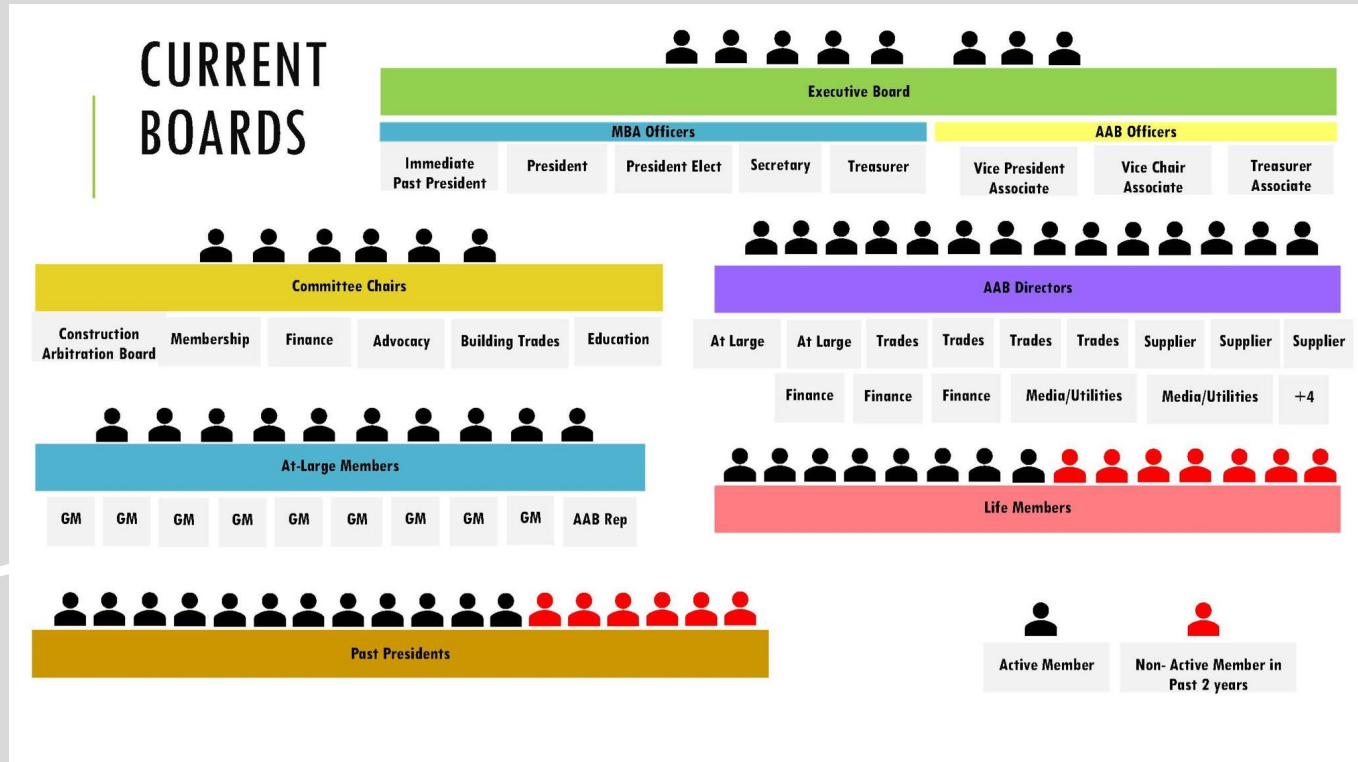 CURRENT
BOARDS
Executive Board
MBA Officers
AAB Officers
Immediate
Past President
President
President Elect
Secretary
Treasurer
Vice President
Associate
Vice Chair
Associate
Treasurer
Associate
Committee Chairs
Construction
Arbitration Board
Membership
Finance
Advocacy
Building Trades
Education
AAB Directors
At Large
At Large
Trades
Trades
Trades
Trades
Supplier
Supplier
Supplier
Finance
Finance
Finance
Media/Utilities
Media/Utilities
+4
At-Large Members
GM
GM
GM
GM
GM
GM
GM
GM
GM
AAB Rep
Life Members
Past Presidents
Active Member
Non- Active Member in
Past 2 years